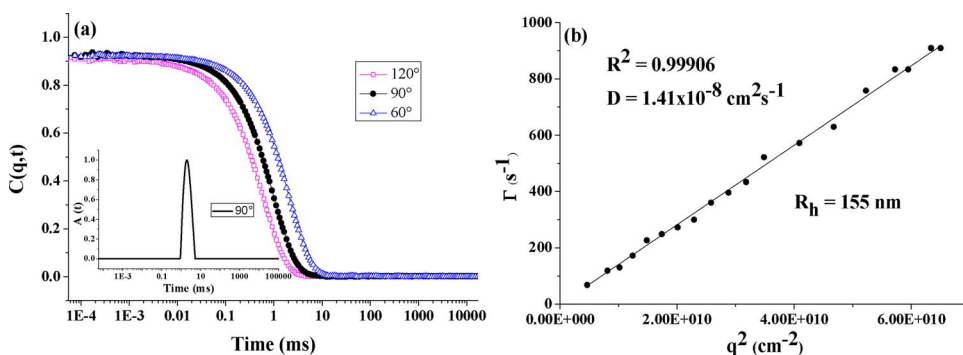 (a)
C(q,t)
1.0
0.8
0.6
0.4
0.2
0.0
120°
90°
60°
A (t)
1.0
0.8
0.6
0.4
0.2
0.0
90°
1E-3 0.1 10 1000 100000
Time (ms)
1E-4 1E-3 0.01 0.1 1 10 100 1000 10000
Time (ms)
(b)
Γ (s⁻¹)
1000
800
600
400
200
0
R² = 0.99906
D = 1.41x10⁻⁸ cm²s⁻¹
Rₕ = 155 nm
0.00E+000 2.00E+010 4.00E+010 6.00E+010
q² (cm⁻²)